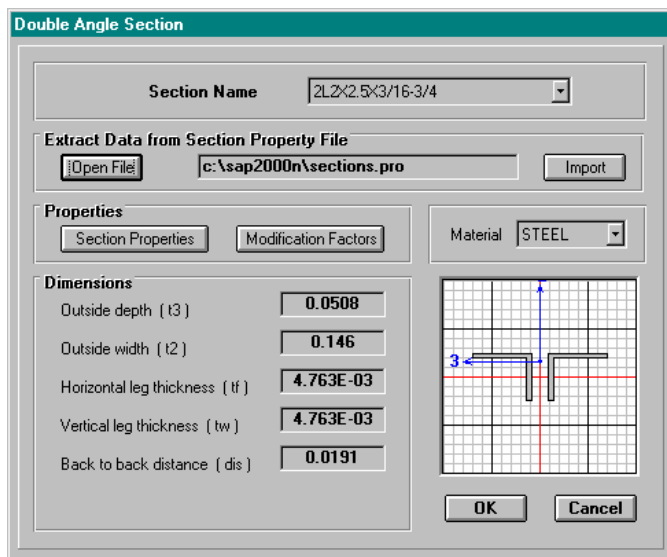 Double Angle Section
Section Name 2L2X2.5X3/16-3/4
Extract Data from Section Property File
Open File c:\sap2000n\sections.pro Import
Properties
Section Properties Modification Factors
Material STEEL
Dimensions
Outside depth ( t3 ) 0.0508
Outside width ( t2 ) 0.146
Horizontal leg thickness ( tf ) 4.763E-03
Vertical leg thickness ( tw ) 4.763E-03
Back to back distance ( dis ) 0.0191
3
OK Cancel